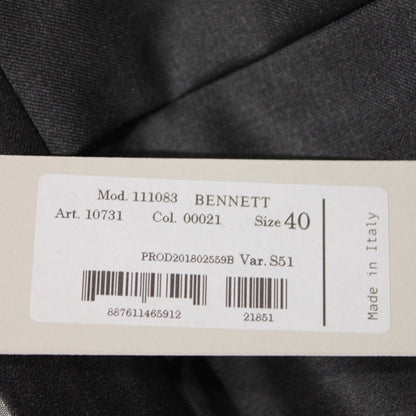 Mod. 111083 BENNETT
Art. 10731 Col. 00021 Size 40
PROD201802559B Var. S51
887611465912 21851
Made in Italy